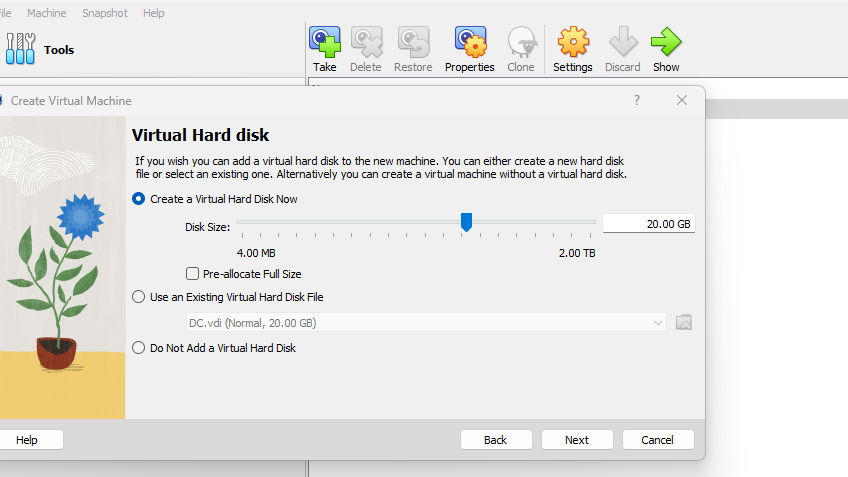 Machine Snapshot Help
Tools
Take Delete Restore Properties Clone Settings Discard Show
Create Virtual Machine ?
Virtual Hard disk
If you wish you can add a virtual hard disk to the new machine. You can either create a new hard disk
file or select an existing one. Alternatively you can create a virtual machine without a virtual hard disk.
Create a Virtual Hard Disk Now
Disk Size: 20.00 GB
4.00 MB 2.00 TB
Pre-allocate Full Size
Use an Existing Virtual Hard Disk File
DC.vdi (Normal, 20.00 GB)
Do Not Add a Virtual Hard Disk
Help Back Next Cancel